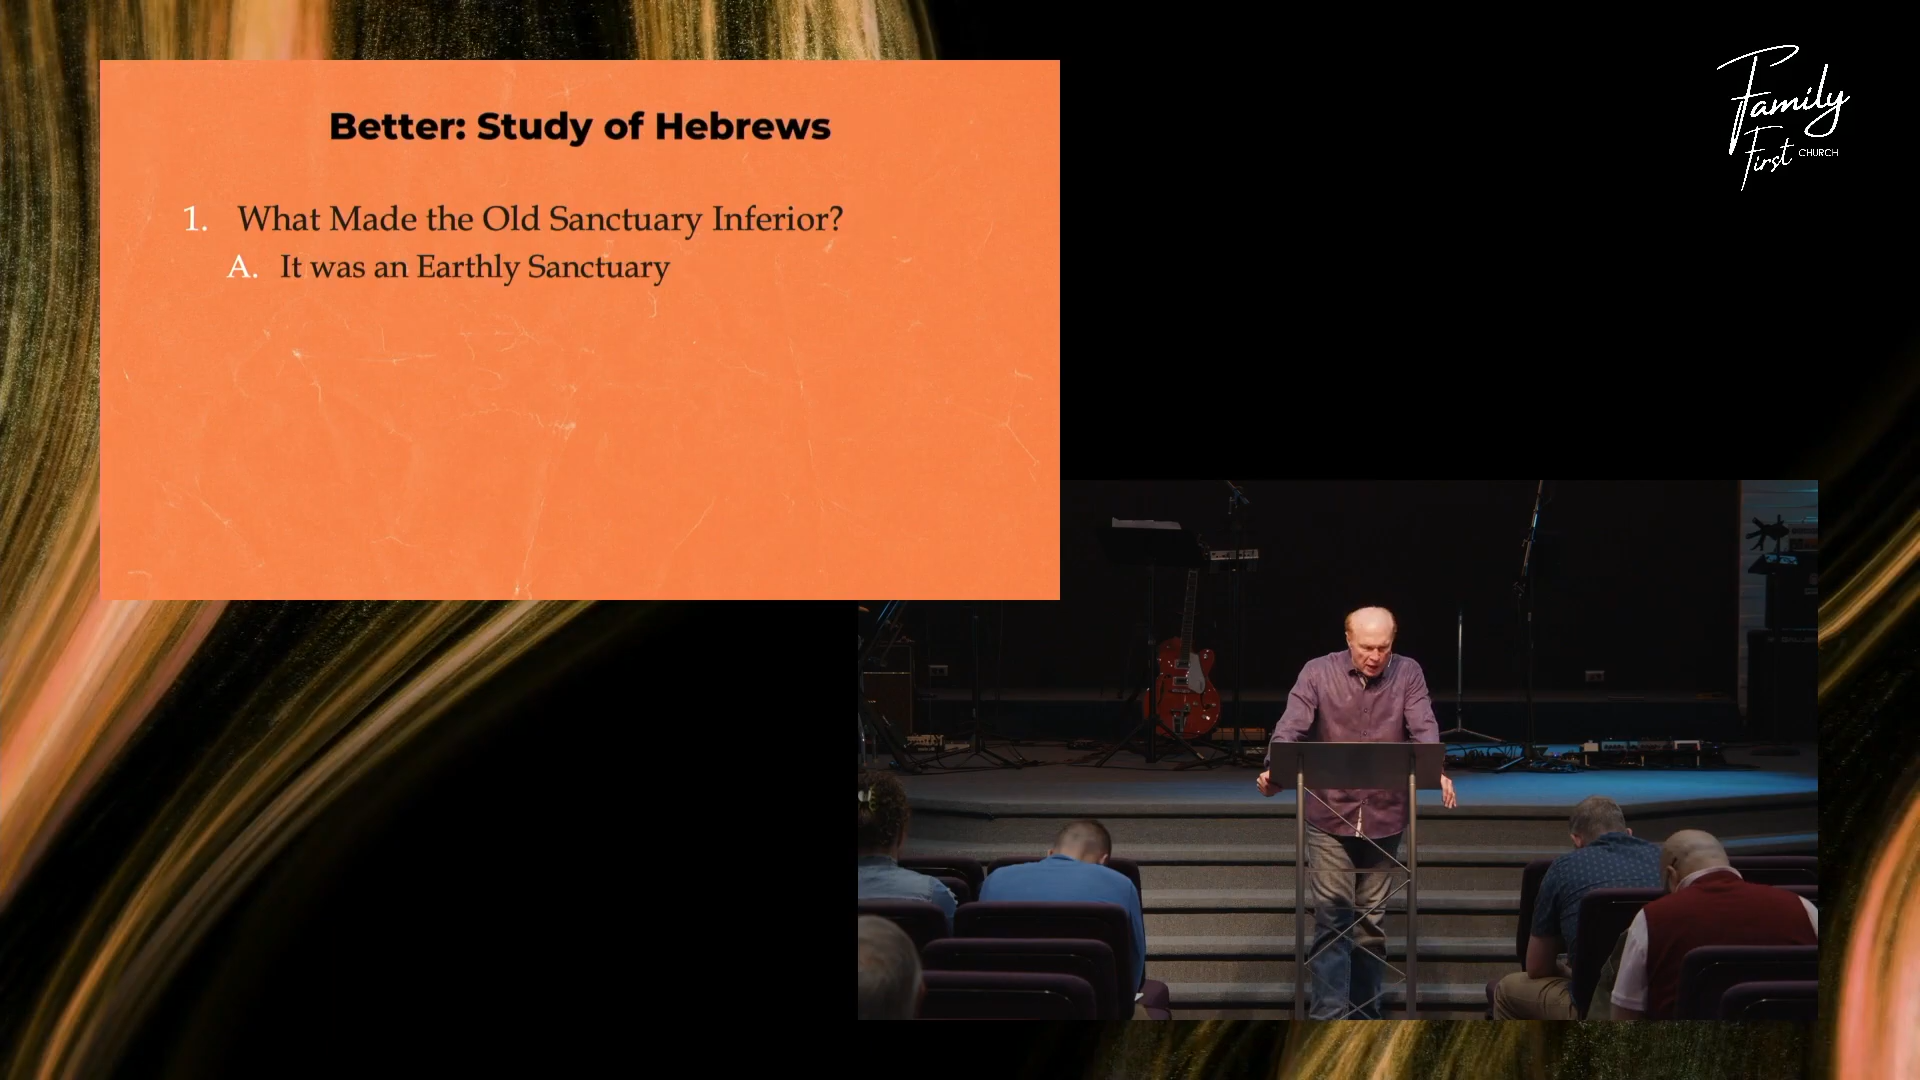 Better: Study of Hebrews
1. What Made the Old Sanctuary Inferior?
A. It was an Earthly Sanctuary
Family
First CHURCH